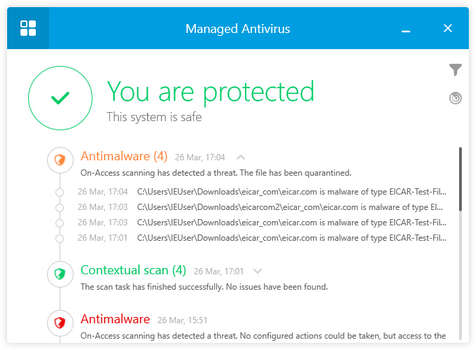 Managed Antivirus
You are protected
This system is safe
Antimalware (4) 26 Mar, 17:04
On-Access scanning has detected a threat. The file has been quarantined.
26 Mar, 17:04 C:\Users\IEUser\Downloads\eicar_com\eicar.com is malware of type EICAR-Test-Fil...
26 Mar, 17:03 C:\Users\IEUser\Downloads\eicarcom2\eicar_com\eicar.com is malware of type EI...
26 Mar, 17:03 C:\Users\IEUser\Downloads\eicar_com\eicar.com is malware of type EICAR-Test-Fil...
26 Mar, 17:01 C:\Users\IEUser\Downloads\eicar_com\eicar.com is malware of type EICAR-Test-Fil...
Contextual scan (4) 26 Mar, 17:01
The scan task has finished successfully. No issues have been found.
Antimalware 26 Mar, 15:51
On-Access scanning has detected a threat. No configured actions could be taken, but access to the